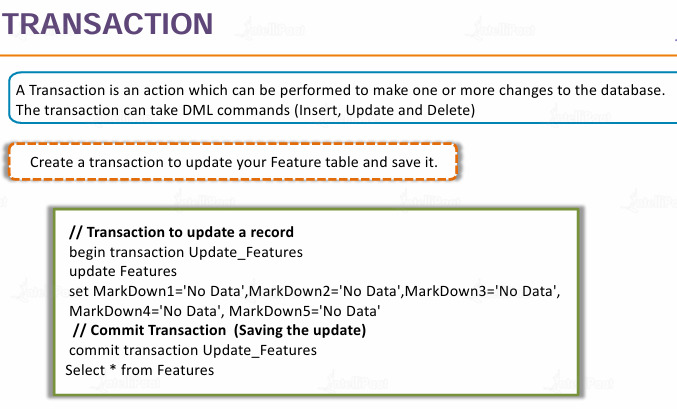 TRANSACTION
A Transaction is an action which can be performed to make one or more changes to the database.
The transaction can take DML commands (Insert, Update and Delete)
Create a transaction to update your Feature table and save it.
// Transaction to update a record
begin transaction Update_Features
update Features
set MarkDown1='No Data',MarkDown2='No Data',MarkDown3='No Data',
MarkDown4='No Data', MarkDown5='No Data'
// Commit Transaction (Saving the update)
commit transaction Update_Features
Select * from Features